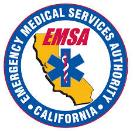 EMERGENCY MEDICAL SERVICES AUTHORITY
EMSA
CALIFORNIA